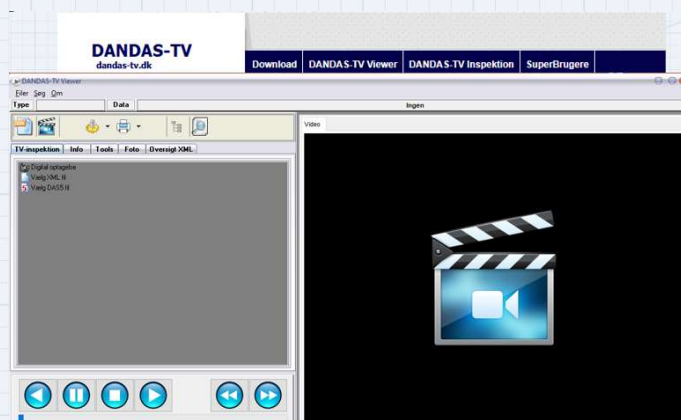 DANDAS-TV
dandas-tv.dk
Download DANDAS-TV Viewer DANDAS-TV Inspektion SuperBrugere
DANDAS-TV Viewer
Filer Søg Om
Type Data Ingen
Video
TV-inspektion Info Tools Foto Oversigt XML
Digital optagelse
Vælg XML fil
Vælg DAS5 fil